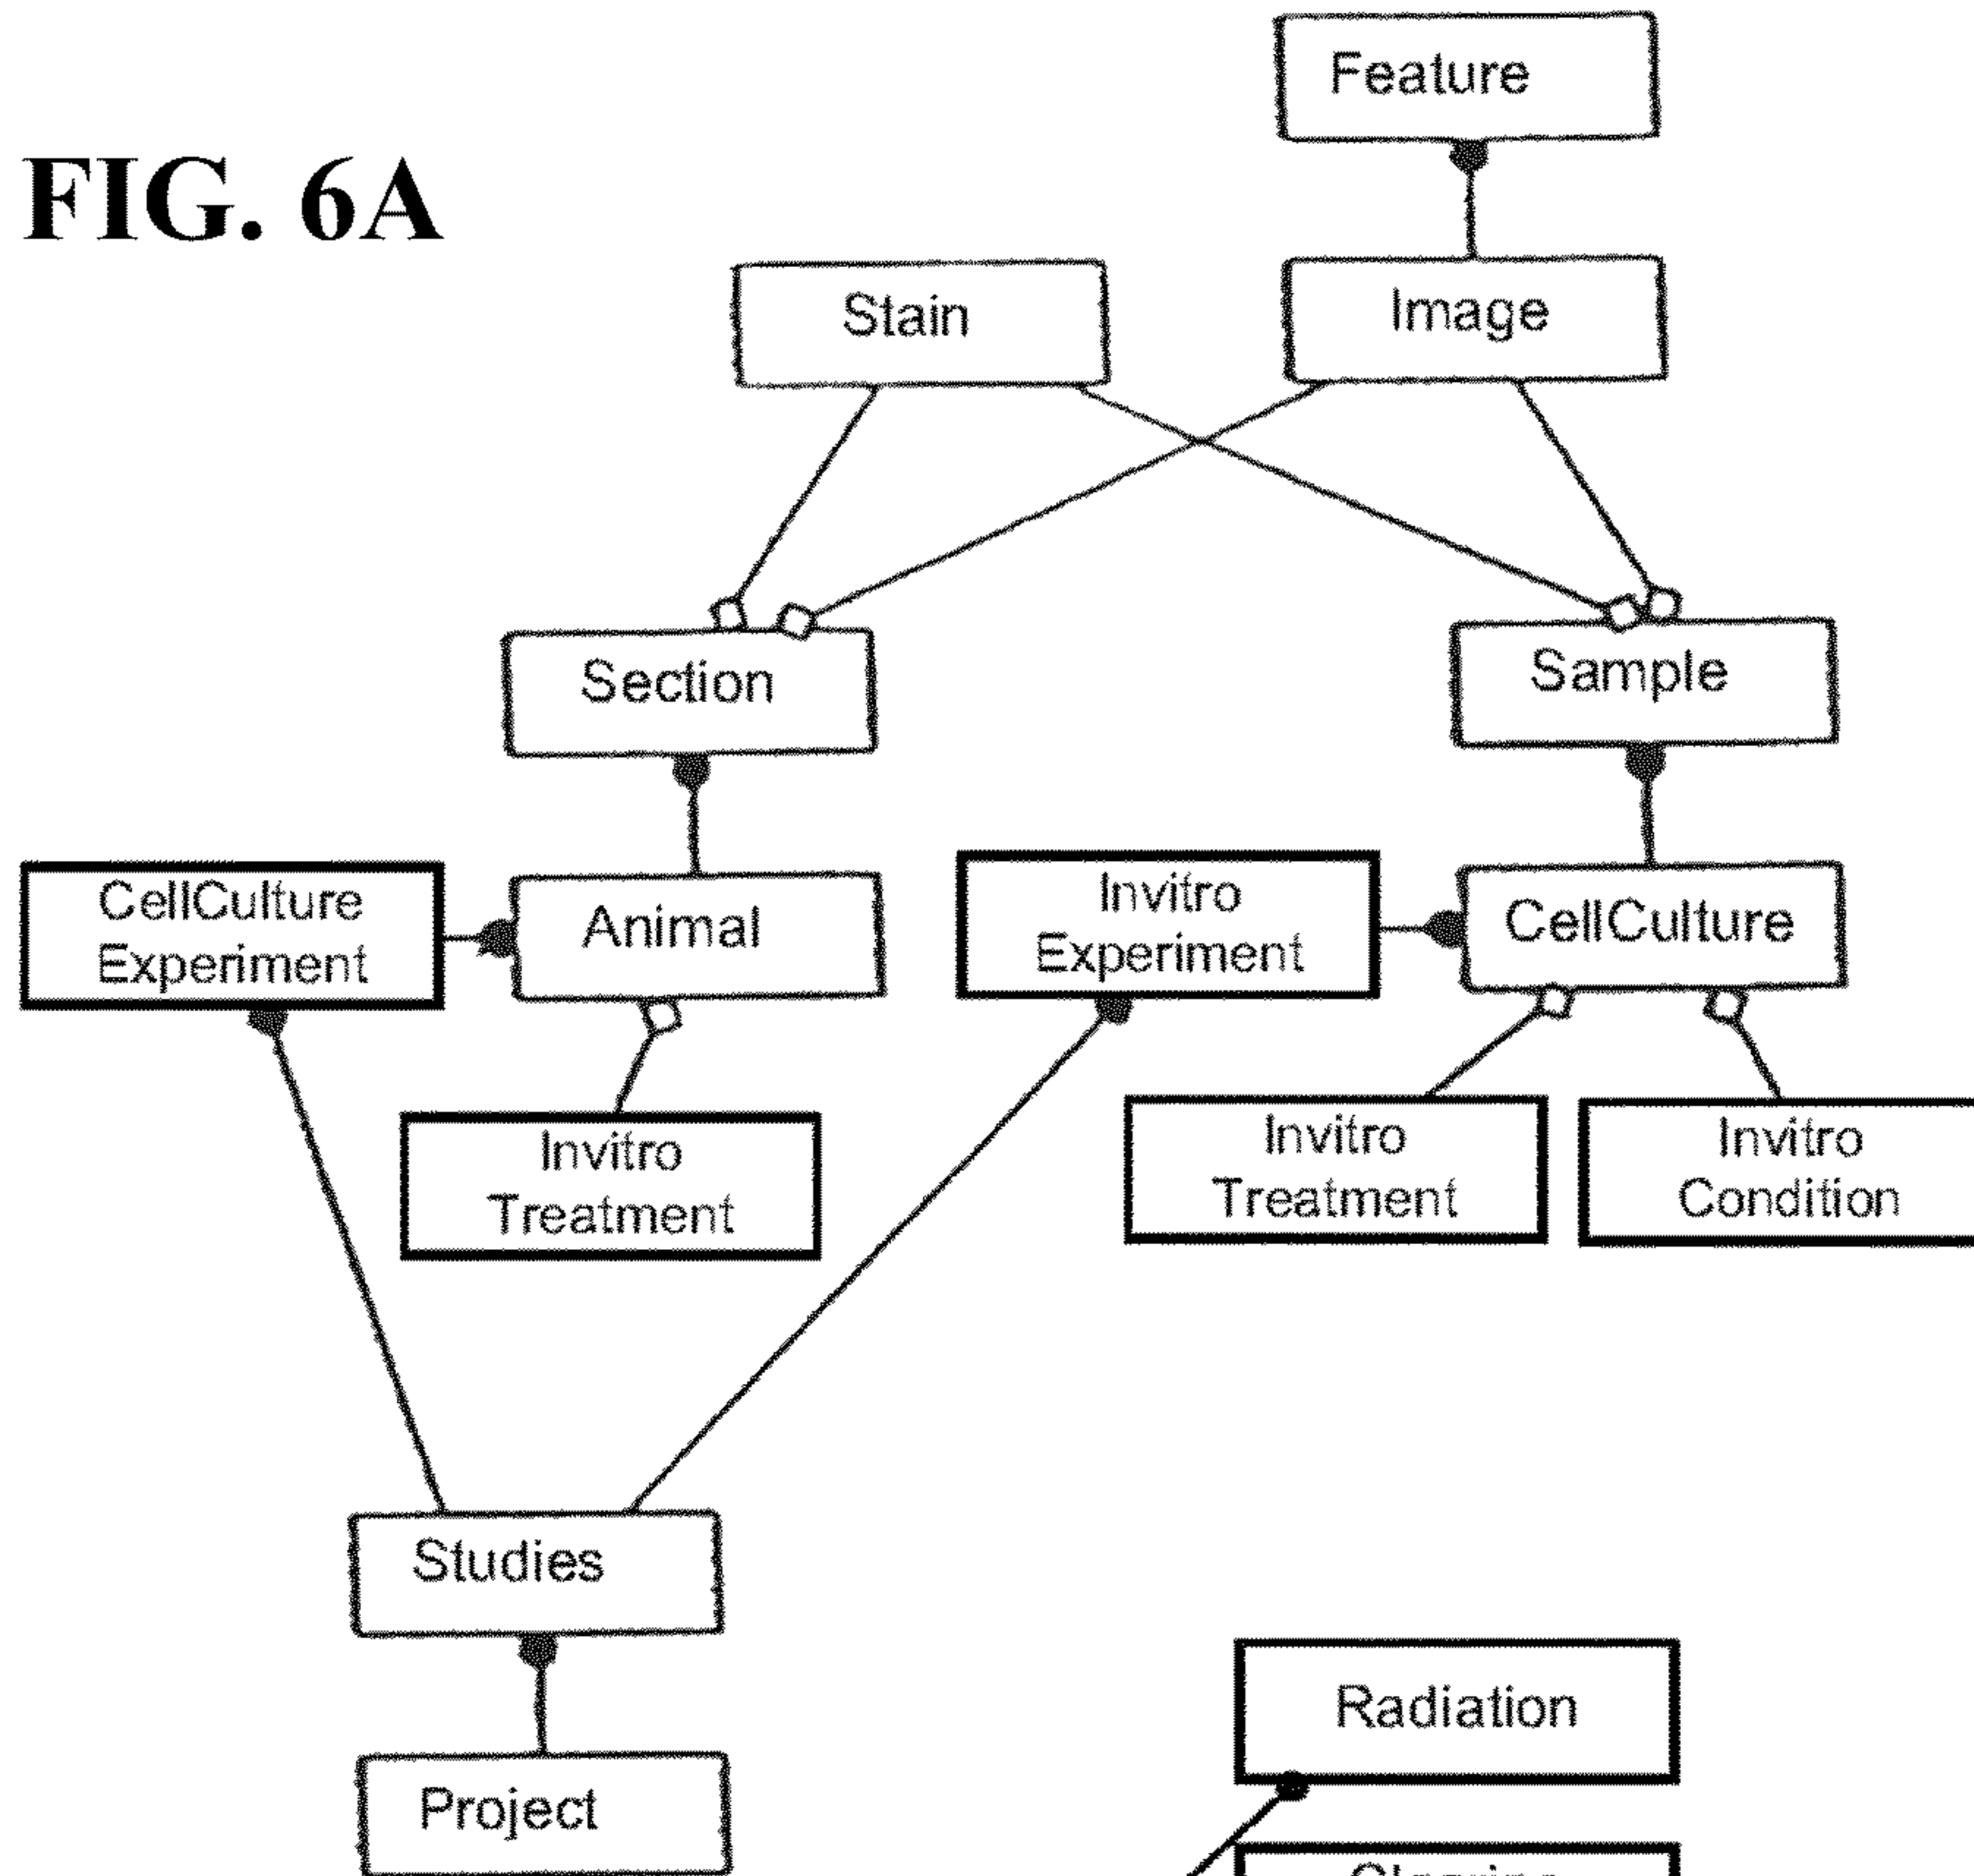 FIG. 6A
Feature
Stain
Image
Section
Sample
CellCulture
Experiment
Animal
Invitro
Experiment
CellCulture
Invitro
Treatment
Invitro
Treatment
Invitro
Condition
Studies
Radiation
Project